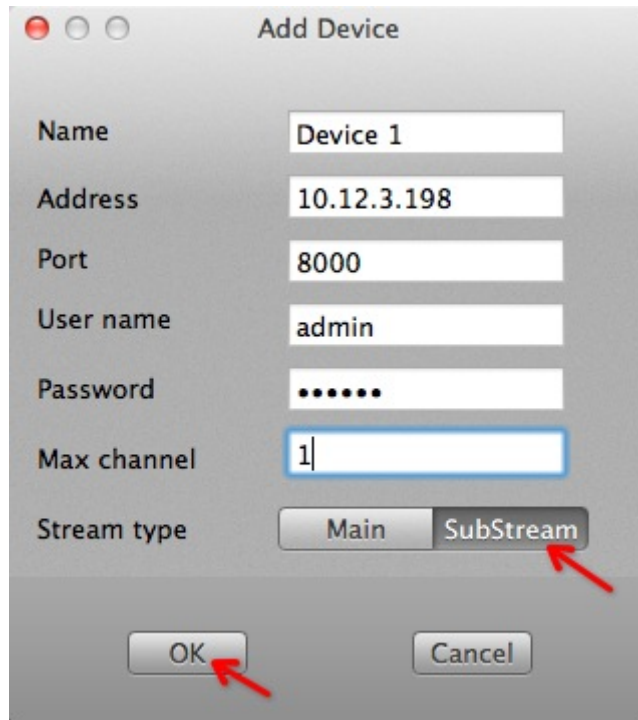 Add Device
Name Device 1
Address 10.12.3.198
Port 8000
User name admin
Password ••••••
Max channel 1
Stream type Main SubStream
OK Cancel